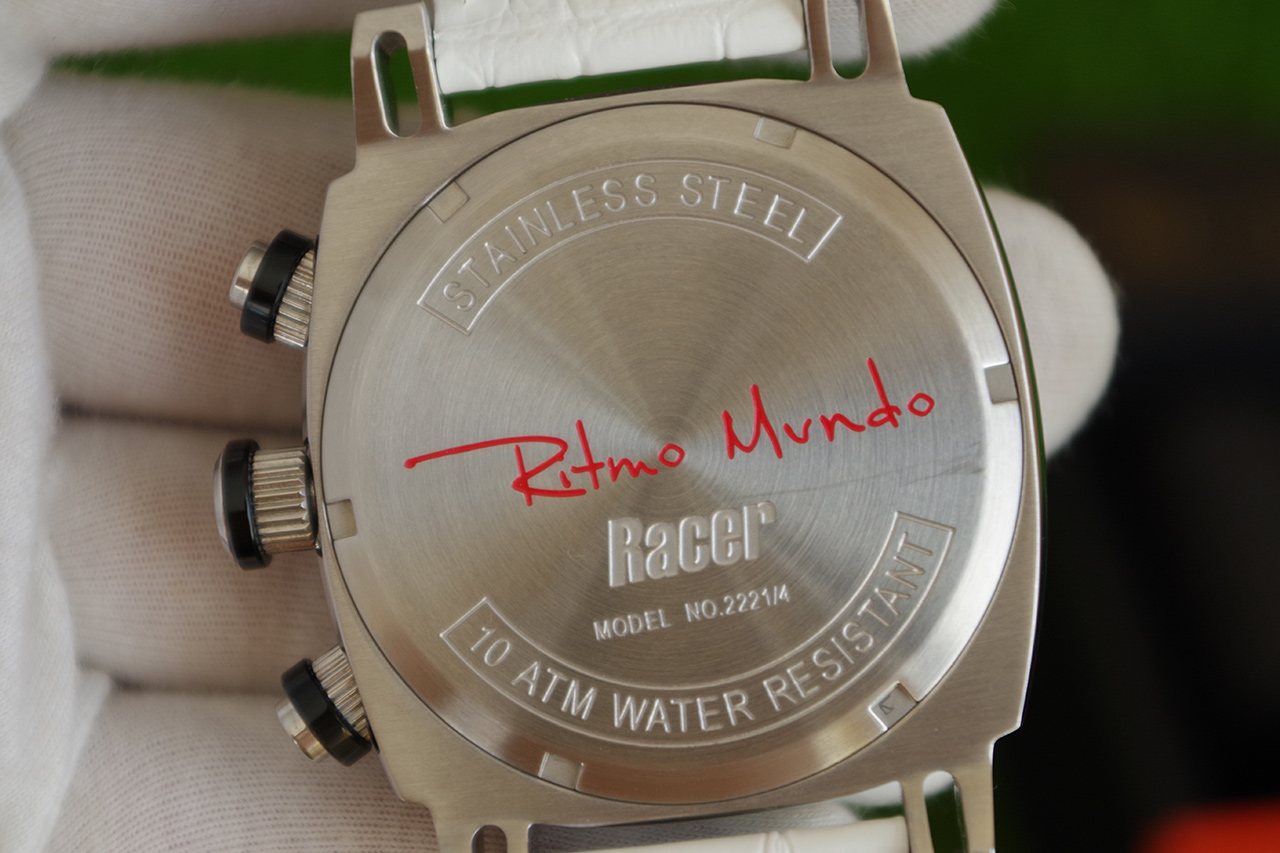 STAINLESS STEEL
Ritmo Mundo
Racer
MODEL NO.2221/4
10 ATM WATER RESISTANT